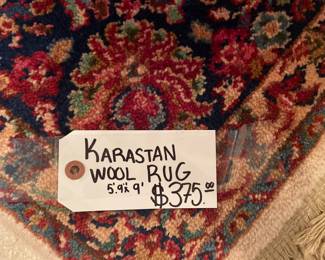 KARASTAN
WOOL RUG
5'.9"x 9' $375.00